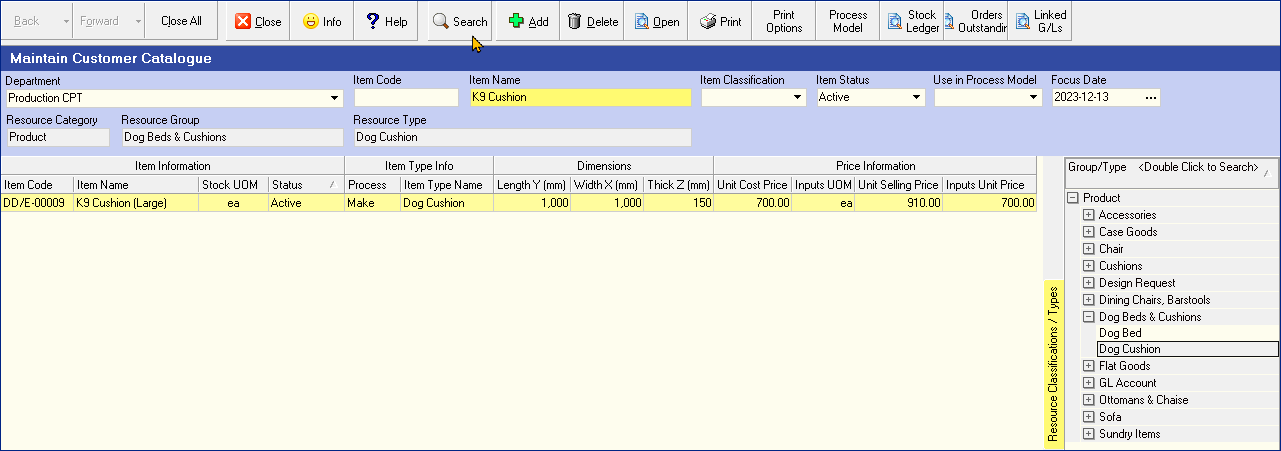 Back Forward Close All Close Info Help Search Add Delete Open Print Print Options Process Model Stock Ledger Orders Outstandin Linked G/Ls
Maintain Customer Catalogue
Department Item Code Item Name Item Classification Item Status Use in Process Model Focus Date
Production CPT K9 Cushion Active 2023-12-13 ...
Resource Category Resource Group Resource Type
Product Dog Beds & Cushions Dog Cushion
Item Information Item Type Info Dimensions Price Information
Item Code Item Name Stock UOM Status Process Item Type Name Length Y (mm) Width X (mm) Thick Z (mm) Unit Cost Price Inputs UOM Unit Selling Price Inputs Unit Price
DD/E-00009 K9 Cushion (Large) ea Active Make Dog Cushion 1,000 1,000 150 700.00 ea 910.00 700.00
Resource Classifications / Types
Group/Type <Double Click to Search>
Product
Accessories
Case Goods
Chair
Cushions
Design Request
Dining Chairs, Barstools
Dog Beds & Cushions
Dog Bed
Dog Cushion
Flat Goods
GL Account
Ottomans & Chaise
Sofa
Sundry Items